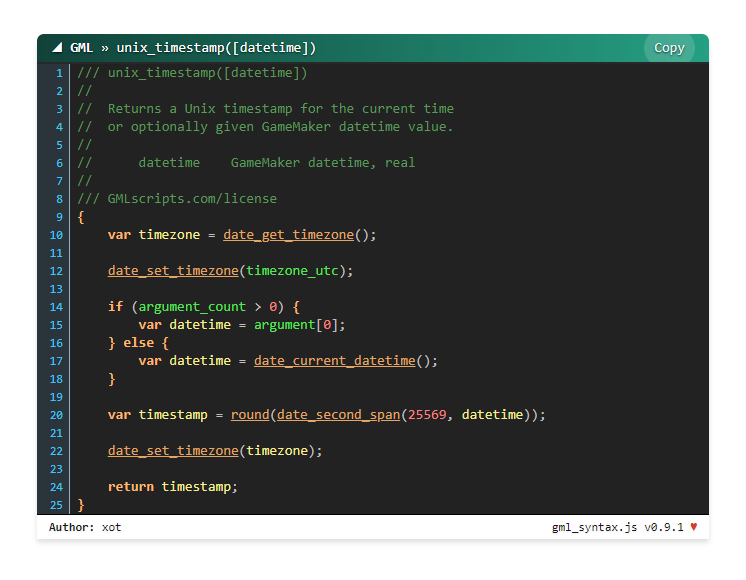 GML » unix_timestamp([datetime])
Copy
1 /// unix_timestamp([datetime])
2 //
3 //  Returns a Unix timestamp for the current time
4 //  or optionally given GameMaker datetime value.
5 //
6 //      datetime    GameMaker datetime, real
7 //
8 /// GMLscripts.com/license
9 {
10     var timezone = date_get_timezone();
11
12     date_set_timezone(timezone_utc);
13
14     if (argument_count > 0) {
15         var datetime = argument[0];
16     } else {
17         var datetime = date_current_datetime();
18     }
19
20     var timestamp = round(date_second_span(25569, datetime));
21
22     date_set_timezone(timezone);
23
24     return timestamp;
25 }
Author: xot
gml_syntax.js v0.9.1 ♥